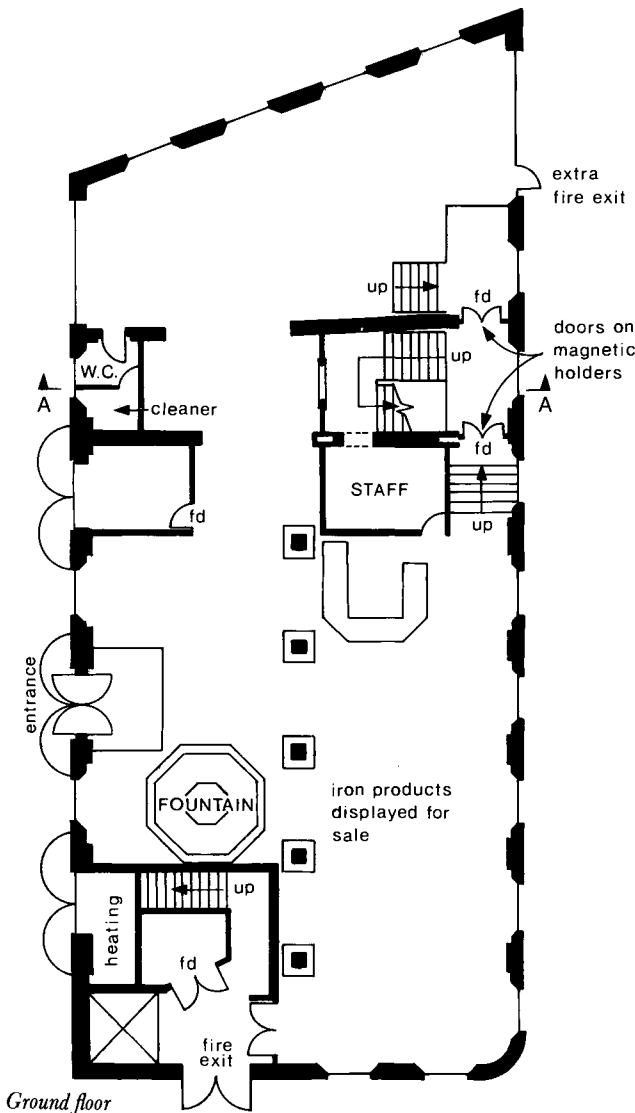 extra
fire exit
up
fd
doors on
magnetic
holders
up
W.C.
A
A
cleaner
fd
STAFF
fd
up
entrance
FOUNTAIN
iron products
displayed for
sale
up
heating
fd
fire
exit
Ground floor